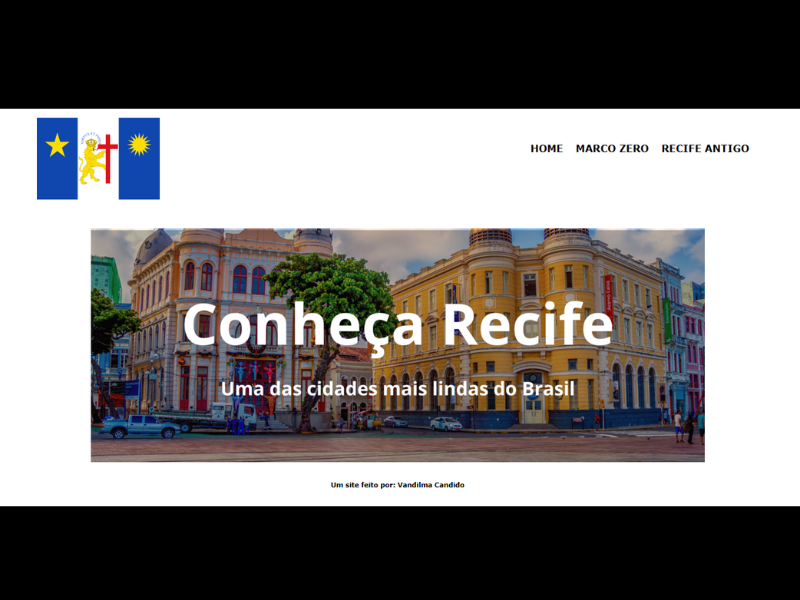 HOME MARCO ZERO RECIFE ANTIGO
Conheça Recife
Uma das cidades mais lindas do Brasil
Um site feito por: Vandilma Candido